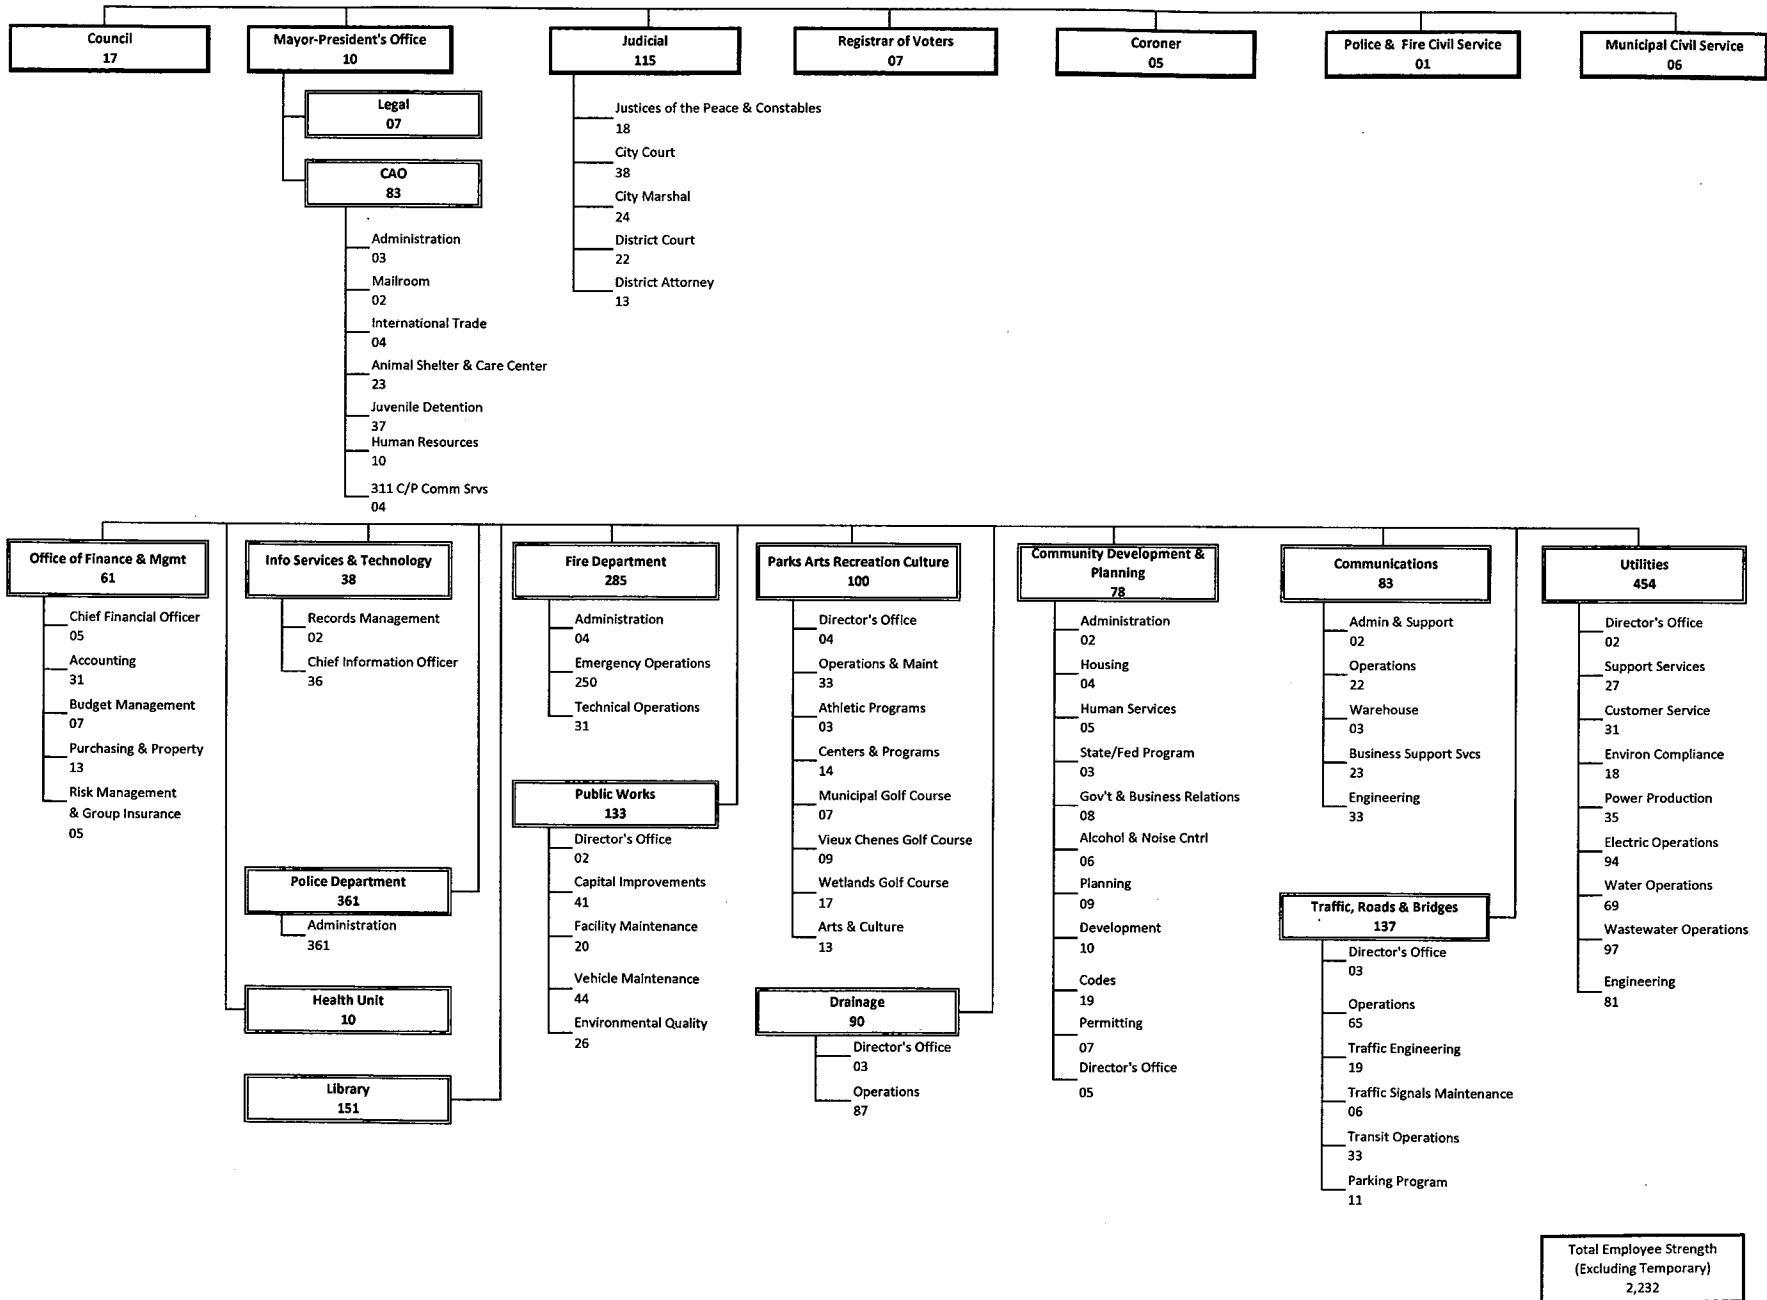 Council
17
Mayor-President's Office
10
Judicial
115
Registrar of Voters
07
Coroner
05
Police & Fire Civil Service
01
Municipal Civil Service
06
Legal
07
CAO
83
Administration
03
Mailroom
02
International Trade
04
Animal Shelter & Care Center
23
Juvenile Detention
37
Human Resources
10
311 C/P Comm Srvs
04
Justices of the Peace & Constables
18
City Court
38
City Marshal
24
District Court
22
District Attorney
13
Office of Finance & Mgmt
61
Chief Financial Officer
05
Accounting
31
Budget Management
07
Purchasing & Property
13
Risk Management
& Group Insurance
05
Info Services & Technology
38
Records Management
02
Chief Information Officer
36
Police Department
361
Administration
361
Health Unit
10
Library
151
Fire Department
285
Administration
04
Emergency Operations
250
Technical Operations
31
Public Works
133
Director's Office
02
Capital Improvements
41
Facility Maintenance
20
Vehicle Maintenance
44
Environmental Quality
26
Parks Arts Recreation Culture
100
Director's Office
04
Operations & Maint
33
Athletic Programs
03
Centers & Programs
14
Municipal Golf Course
07
Vieux Chenes Golf Course
09
Wetlands Golf Course
17
Arts & Culture
13
Drainage
90
Director's Office
03
Operations
87
Community Development &
Planning
78
Administration
02
Housing
04
Human Services
05
State/Fed Program
03
Gov't & Business Relations
08
Alcohol & Noise Cntrl
06
Planning
09
Development
10
Codes
19
Permitting
07
Director's Office
05
Communications
83
Admin & Support
02
Operations
22
Warehouse
03
Business Support Svcs
23
Engineering
33
Traffic, Roads & Bridges
137
Director's Office
03
Operations
65
Traffic Engineering
19
Traffic Signals Maintenance
06
Transit Operations
33
Parking Program
11
Utilities
454
Director's Office
02
Support Services
27
Customer Service
31
Environ Compliance
18
Power Production
35
Electric Operations
94
Water Operations
69
Wastewater Operations
97
Engineering
81
Total Employee Strength
(Excluding Temporary)
2,232